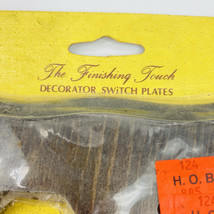 The Finishing Touch
DECORATOR SWITCH PLATES
124
H. O. B